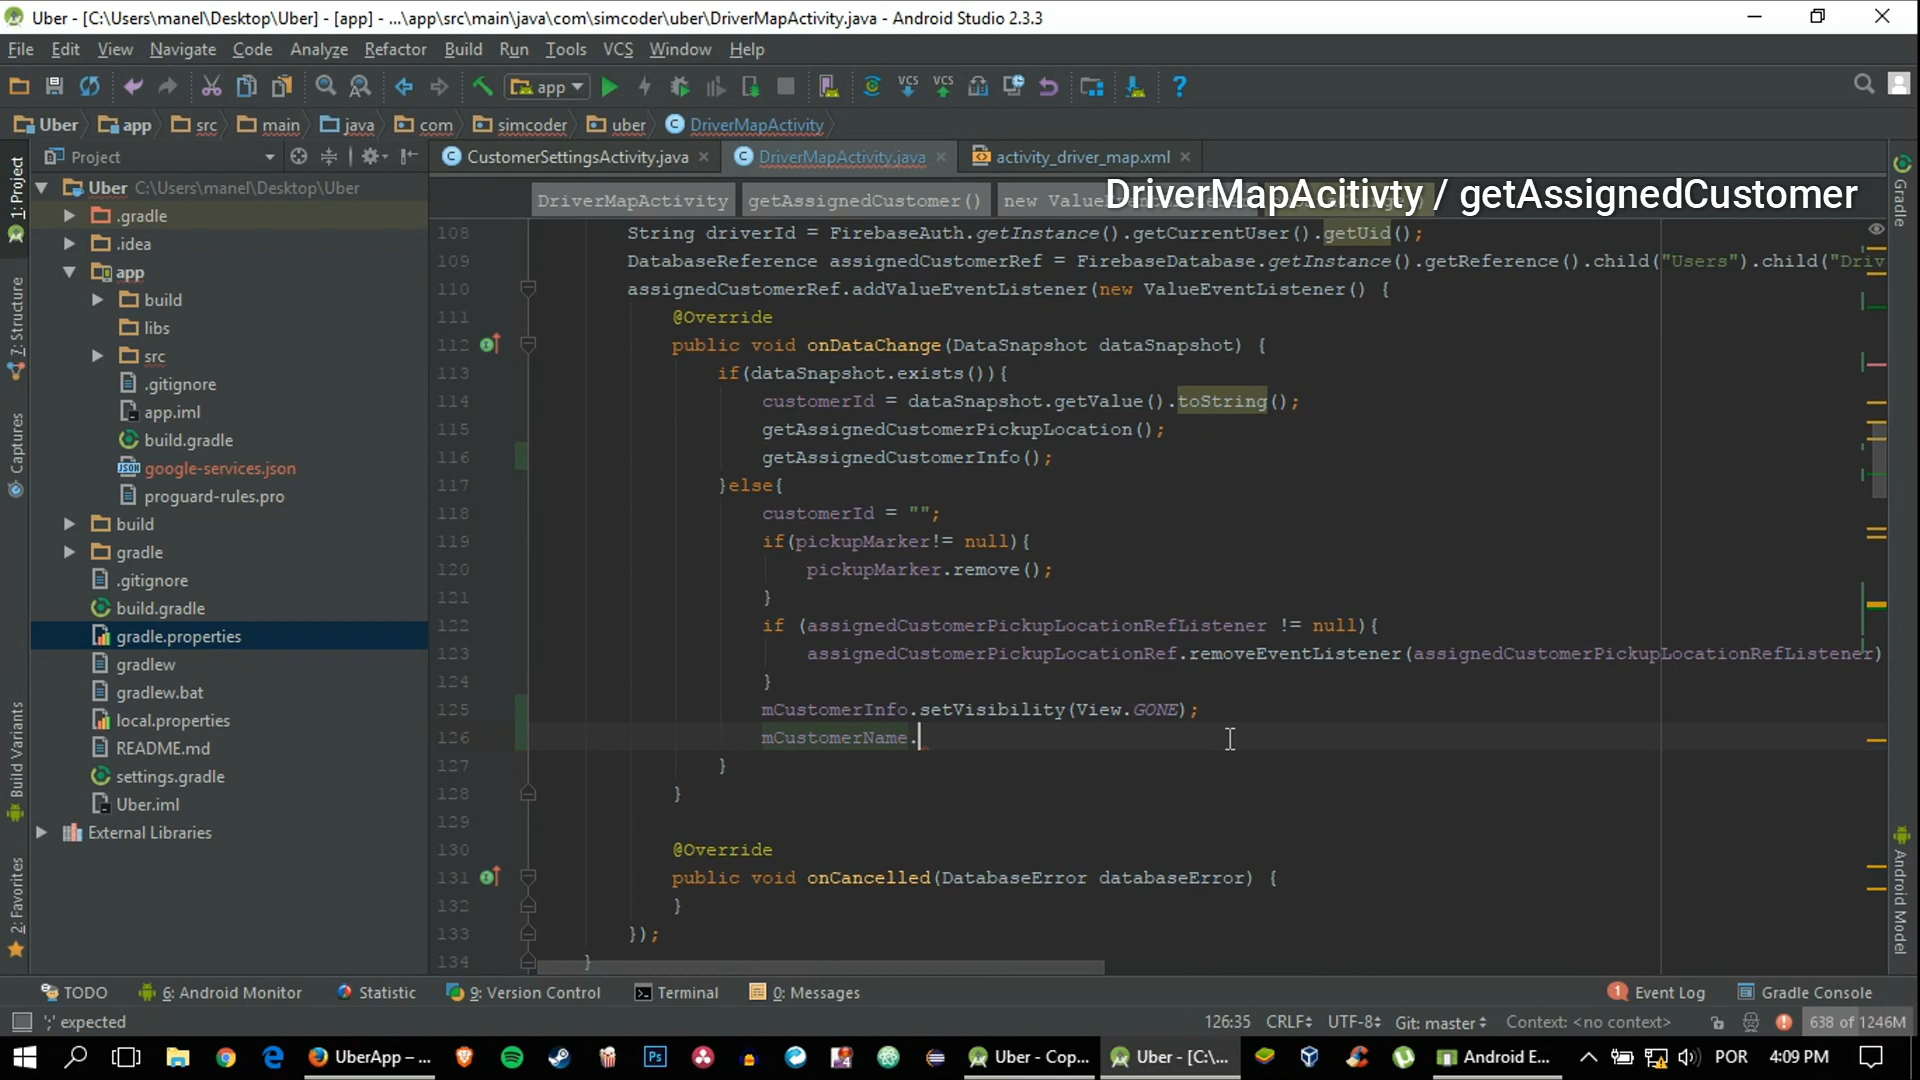 Uber - [C:\Users\manel\Desktop\Uber] - [app] - ...\app\src\main\java\com\simcoder\uber\DriverMapActivity.java - Android Studio 2.3.3
File Edit View Navigate Code Analyze Refactor Build Run Tools VCS Window Help
app VCS VCS ?
Uber app src main java com simcoder uber DriverMapActivity
Project
CustomerSettingsActivity.java DriverMapActivity.java activity_driver_map.xml
DriverMapAcitivty / getAssignedCustomer
DriverMapActivity getAssignedCustomer()
Uber C:\Users\manel\Desktop\Uber
.gradle
.idea
app
build
libs
src
.gitignore
app.iml
build.gradle
google-services.json
proguard-rules.pro
build
gradle
.gitignore
build.gradle
gradle.properties
gradlew
gradlew.bat
local.properties
README.md
settings.gradle
Uber.iml
External Libraries
1: Project
7: Structure
Captures
Build Variants
2: Favorites
108 String driverId = FirebaseAuth.getInstance().getCurrentUser().getUid();
109 DatabaseReference assignedCustomerRef = FirebaseDatabase.getInstance().getReference().child("Users").child("Driv
110 assignedCustomerRef.addValueEventListener(new ValueEventListener() {
111 @Override
112 public void onDataChange(DataSnapshot dataSnapshot) {
113 if(dataSnapshot.exists()){
114 customerId = dataSnapshot.getValue().toString();
115 getAssignedCustomerPickupLocation();
116 getAssignedCustomerInfo();
117 }else{
118 customerId = "";
119 if(pickupMarker!= null){
120 pickupMarker.remove();
121 }
122 if (assignedCustomerPickupLocationRefListener != null){
123 assignedCustomerPickupLocationRef.removeEventListener(assignedCustomerPickupLocationRefListener)
124 }
125 mCustomerInfo.setVisibility(View.GONE);
126 mCustomerName.
127 }
128 }
129
130 @Override
131 public void onCancelled(DatabaseError databaseError) {
132 }
133 });
134 }
Gradle
Android Model
TODO 6: Android Monitor Statistic 9: Version Control Terminal 0: Messages 1 Event Log Gradle Console
';' expected 126:35 CRLF UTF-8 Git: master Context: <no context> 638 of 1246M
UberApp – ... Uber - Cop... Uber - [C:\... Android E... POR 4:09 PM